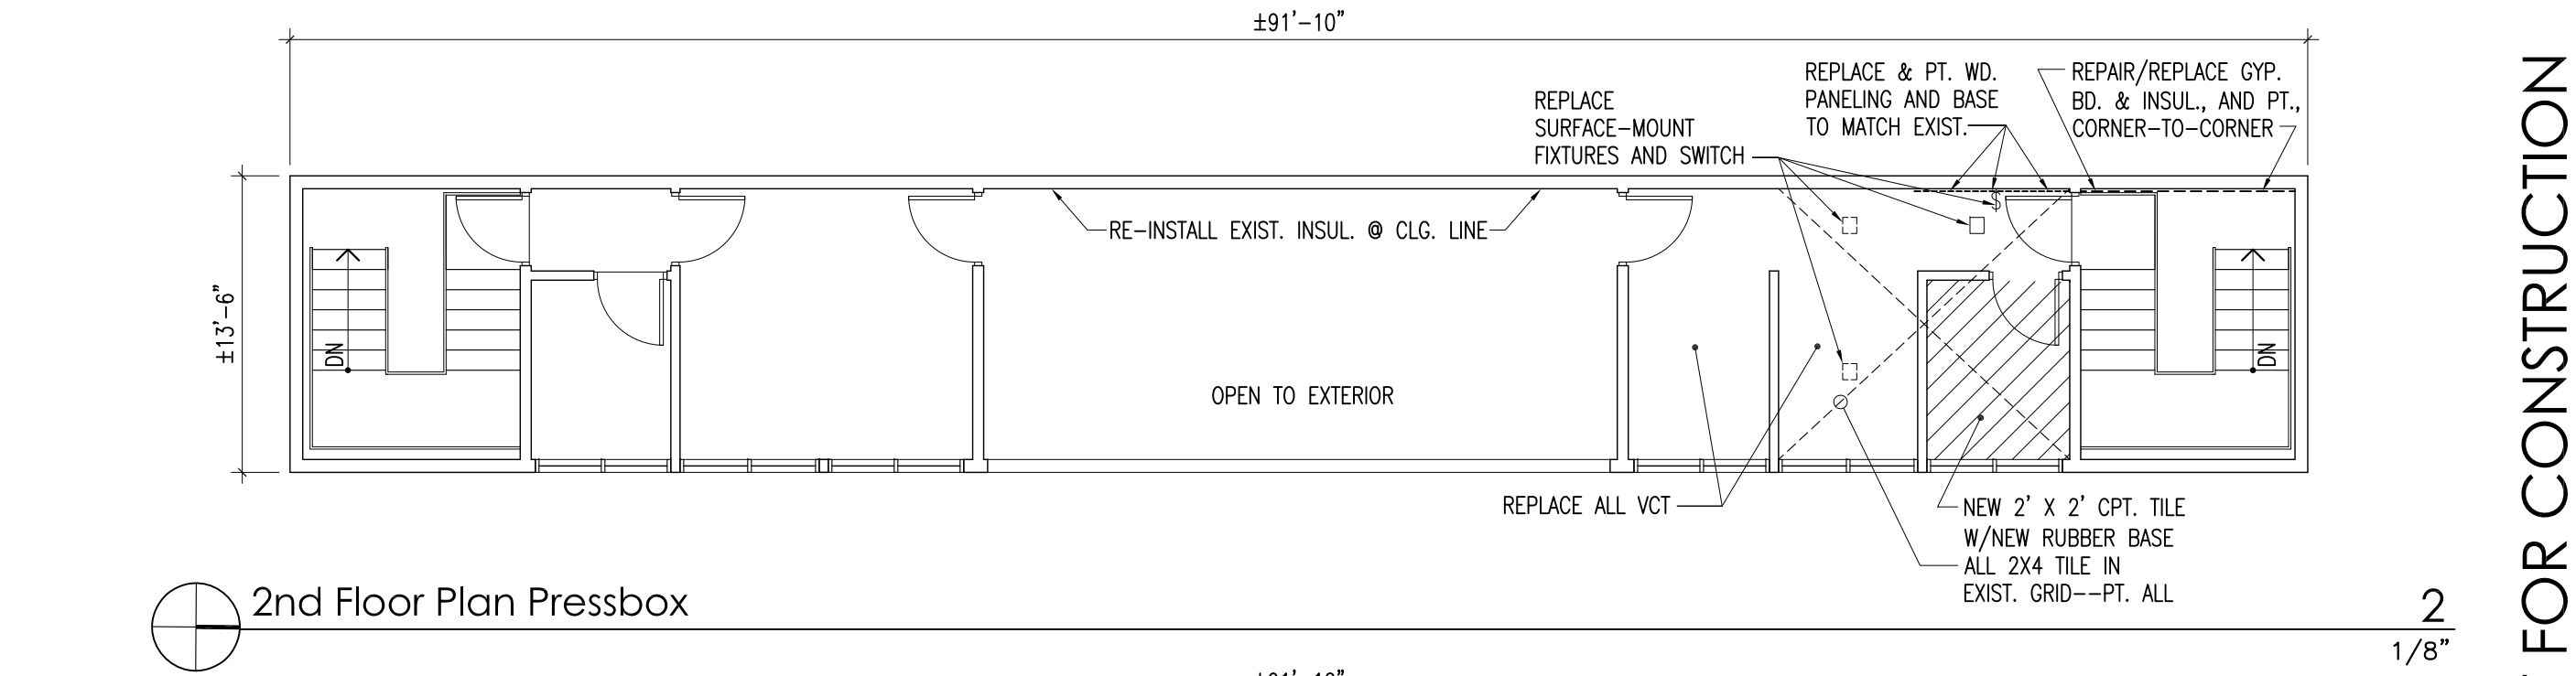 ±91'-10"
REPLACE & PT. WD.
PANELING AND BASE
TO MATCH EXIST.
REPAIR/REPLACE GYP.
BD. & INSUL., AND PT.,
CORNER-TO-CORNER
REPLACE
SURFACE-MOUNT
FIXTURES AND SWITCH
$
RE-INSTALL EXIST. INSUL. @ CLG. LINE
±13'-6"
DN
DN
OPEN TO EXTERIOR
REPLACE ALL VCT
NEW 2' X 2' CPT. TILE
W/NEW RUBBER BASE
ALL 2X4 TILE IN
EXIST. GRID--PT. ALL
2nd Floor Plan Pressbox
2
1/8"
FOR CONSTRUCTION